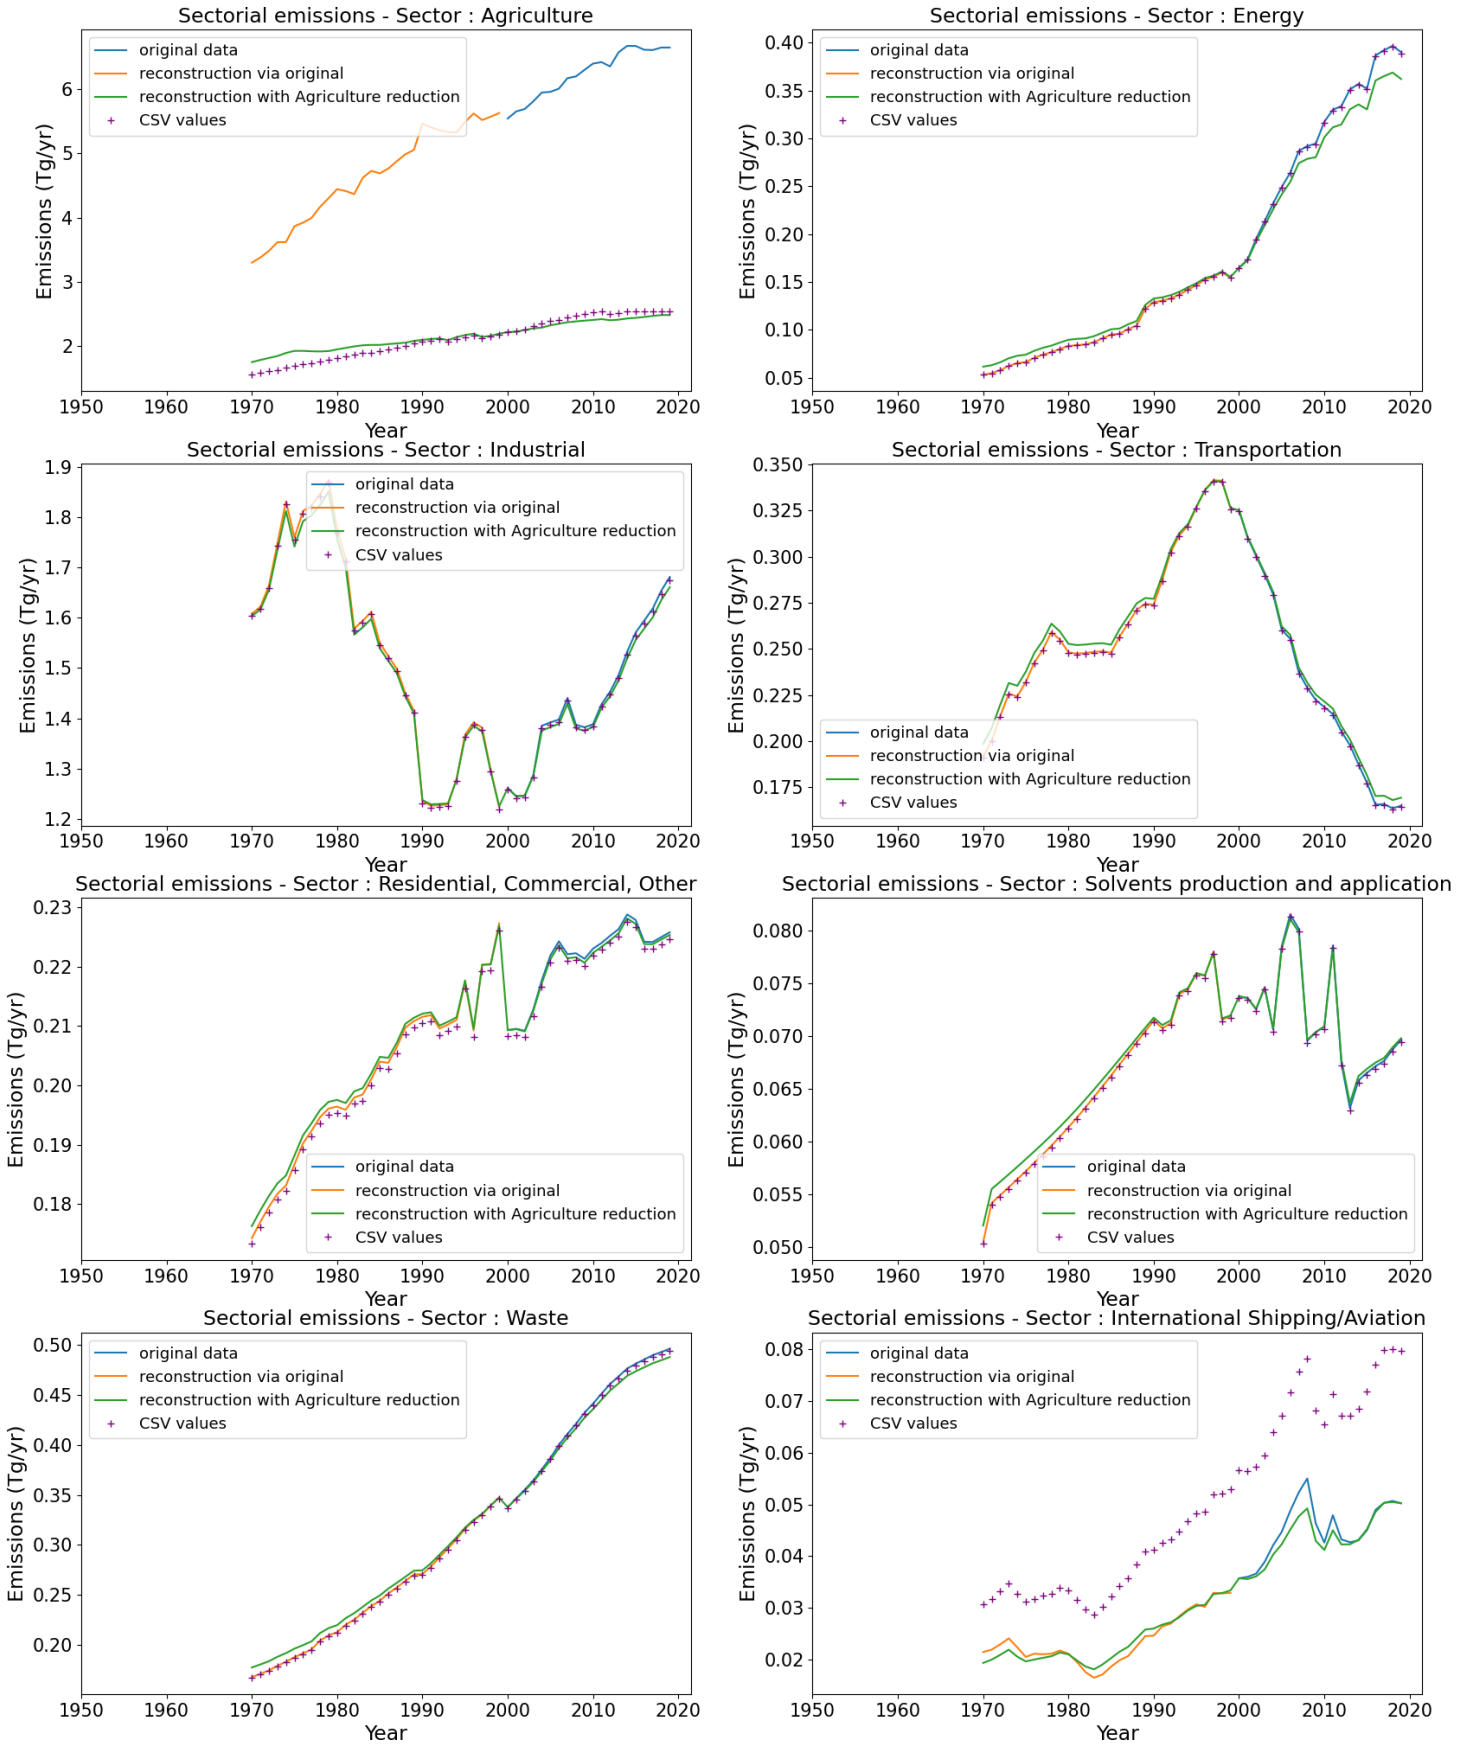 Sectorial emissions - Sector : Agriculture
original data
reconstruction via original
reconstruction with Agriculture reduction
CSV values
Emissions (Tg/yr)
6
5
4
3
2
1950 1960 1970 1980 1990 2000 2010 2020
Year
Sectorial emissions - Sector : Energy
original data
reconstruction via original
reconstruction with Agriculture reduction
CSV values
Emissions (Tg/yr)
0.40
0.35
0.30
0.25
0.20
0.15
0.10
0.05
1950 1960 1970 1980 1990 2000 2010 2020
Year
Sectorial emissions - Sector : Industrial
original data
reconstruction via original
reconstruction with Agriculture reduction
CSV values
Emissions (Tg/yr)
1.9
1.8
1.7
1.6
1.5
1.4
1.3
1.2
1950 1960 1970 1980 1990 2000 2010 2020
Year
Sectorial emissions - Sector : Transportation
original data
reconstruction via original
reconstruction with Agriculture reduction
CSV values
Emissions (Tg/yr)
0.350
0.325
0.300
0.275
0.250
0.225
0.200
0.175
1950 1960 1970 1980 1990 2000 2010 2020
Year
Sectorial emissions - Sector : Residential, Commercial, Other
original data
reconstruction via original
reconstruction with Agriculture reduction
CSV values
Emissions (Tg/yr)
0.23
0.22
0.21
0.20
0.19
0.18
1950 1960 1970 1980 1990 2000 2010 2020
Year
Sectorial emissions - Sector : Solvents production and application
original data
reconstruction via original
reconstruction with Agriculture reduction
CSV values
Emissions (Tg/yr)
0.080
0.075
0.070
0.065
0.060
0.055
0.050
1950 1960 1970 1980 1990 2000 2010 2020
Year
Sectorial emissions - Sector : Waste
original data
reconstruction via original
reconstruction with Agriculture reduction
CSV values
Emissions (Tg/yr)
0.50
0.45
0.40
0.35
0.30
0.25
0.20
1950 1960 1970 1980 1990 2000 2010 2020
Year
Sectorial emissions - Sector : International Shipping/Aviation
original data
reconstruction via original
reconstruction with Agriculture reduction
CSV values
Emissions (Tg/yr)
0.08
0.07
0.06
0.05
0.04
0.03
0.02
1950 1960 1970 1980 1990 2000 2010 2020
Year